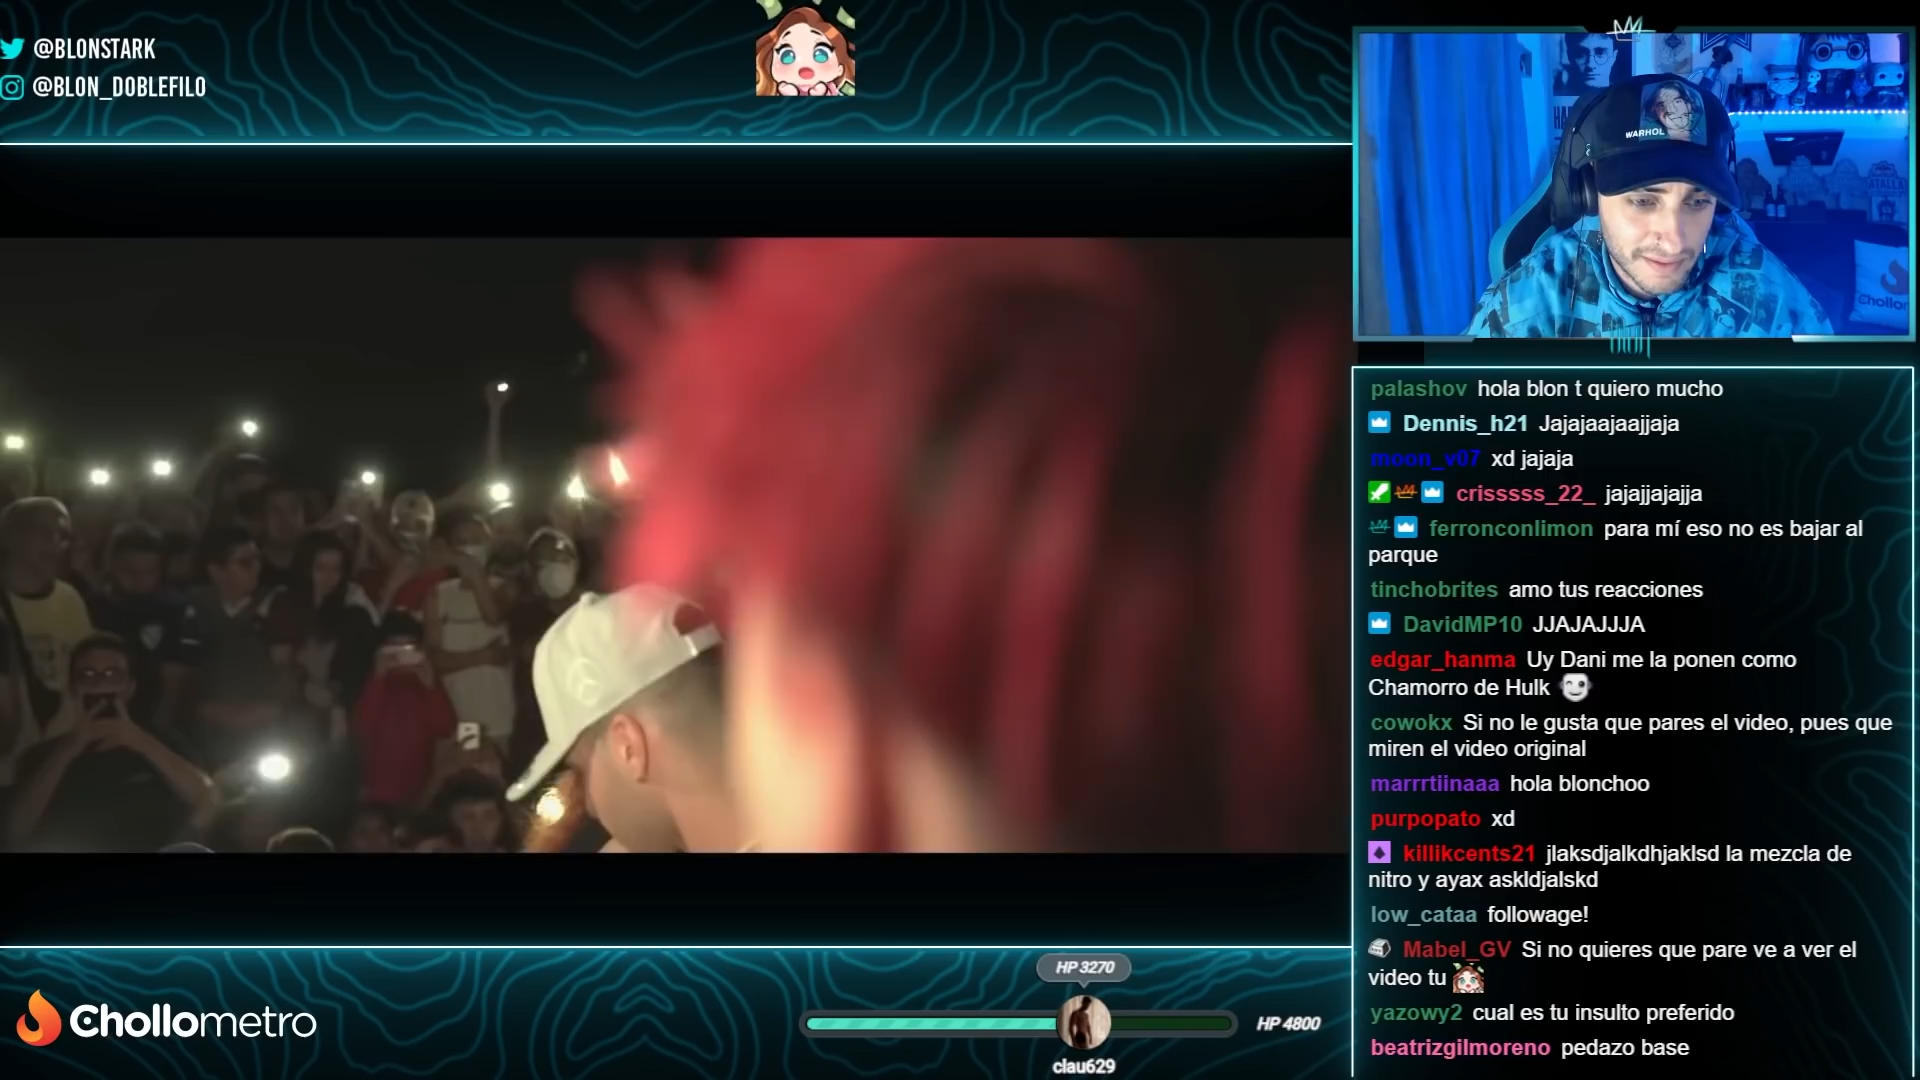 @BLONSTARK
@BLON_DOBLEFILO
WARHOL
Chollo
palashov hola blon t quiero mucho
Dennis_h21 Jajajaajaajjaja
moon_v07 xd jajaja
crisssss_22_ jajajjajajja
ferronconlimon para mí eso no es bajar al
parque
tinchobrites amo tus reacciones
DavidMP10 JJAJAJJJA
edgar_hanma Uy Dani me la ponen como
Chamorro de Hulk
cowokx Si no le gusta que pares el video, pues que
miren el video original
marrrtiinaaa hola blonchoo
purpopato xd
killikcents21 jlaksdjalkdhjaklsd la mezcla de
nitro y ayax askldjalskd
low_cataa followage!
Mabel_GV Si no quieres que pare ve a ver el
video tu
yazowy2 cual es tu insulto preferido
beatrizgilmoreno pedazo base
Chollometro
HP 3270
HP 4800
clau629